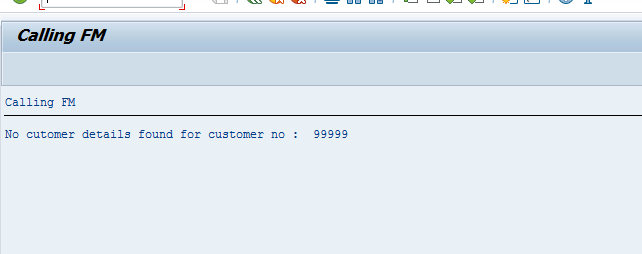 Calling FM
Calling FM
No cutomer details found for customer no :  99999